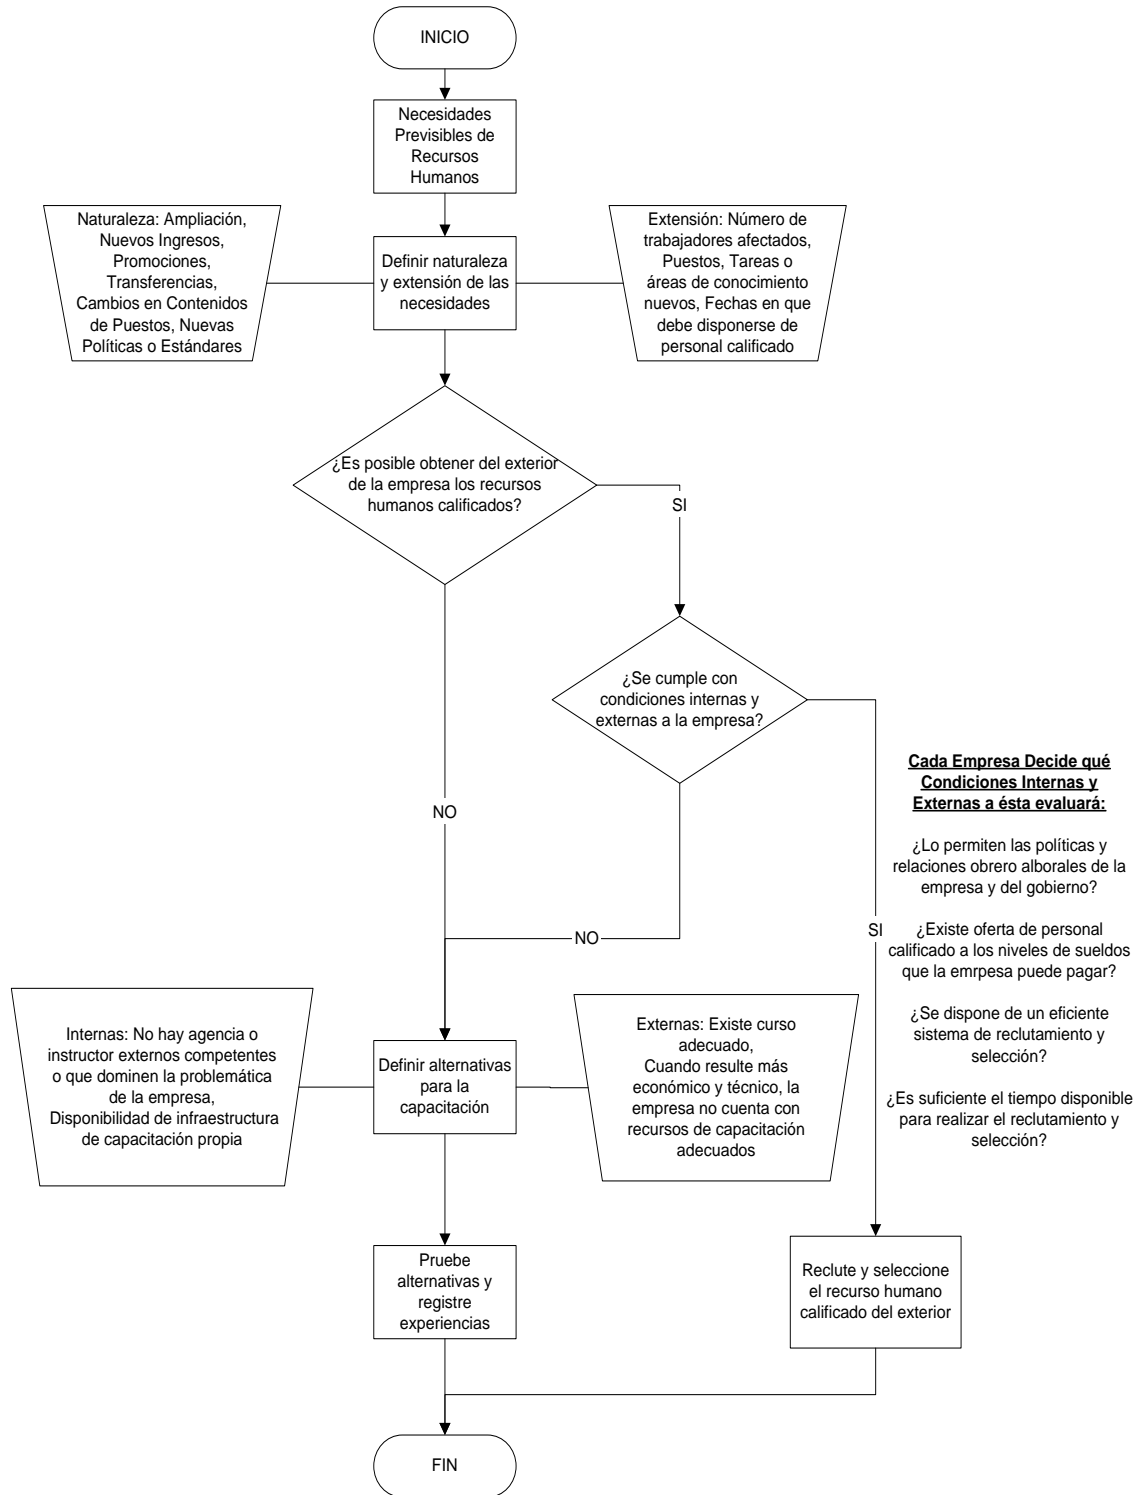 INICIO
Necesidades
Previsibles de
Recursos
Humanos
Naturaleza: Ampliación,
Nuevos Ingresos,
Promociones,
Transferencias,
Cambios en Contenidos
de Puestos, Nuevas
Políticas o Estándares
Definir naturaleza
y extensión de las
necesidades
Extensión: Número de
trabajadores afectados,
Puestos, Tareas o
áreas de conocimiento
nuevos, Fechas en que
debe disponerse de
personal calificado
¿Es posible obtener del exterior
de la empresa los recursos
humanos calificados?
SI
¿Se cumple con
condiciones internas y
externas a la empresa?
NO
Cada Empresa Decide qué
Condiciones Internas y
Externas a ésta evaluará:
¿Lo permiten las políticas y
relaciones obrero alborales de la
empresa y del gobierno?
¿Existe oferta de personal
calificado a los niveles de sueldos
que la emrpesa puede pagar?
¿Se dispone de un eficiente
sistema de reclutamiento y
selección?
¿Es suficiente el tiempo disponible
para realizar el reclutamiento y
selección?
SI
NO
Internas: No hay agencia o
instructor externos competentes
o que dominen la problemática
de la empresa,
Disponibilidad de infraestructura
de capacitación propia
Definir alternativas
para la
capacitación
Externas: Existe curso
adecuado,
Cuando resulte más
económico y técnico, la
empresa no cuenta con
recursos de capacitación
adecuados
Pruebe
alternativas y
registre
experiencias
Reclute y seleccione
el recurso humano
calificado del exterior
FIN